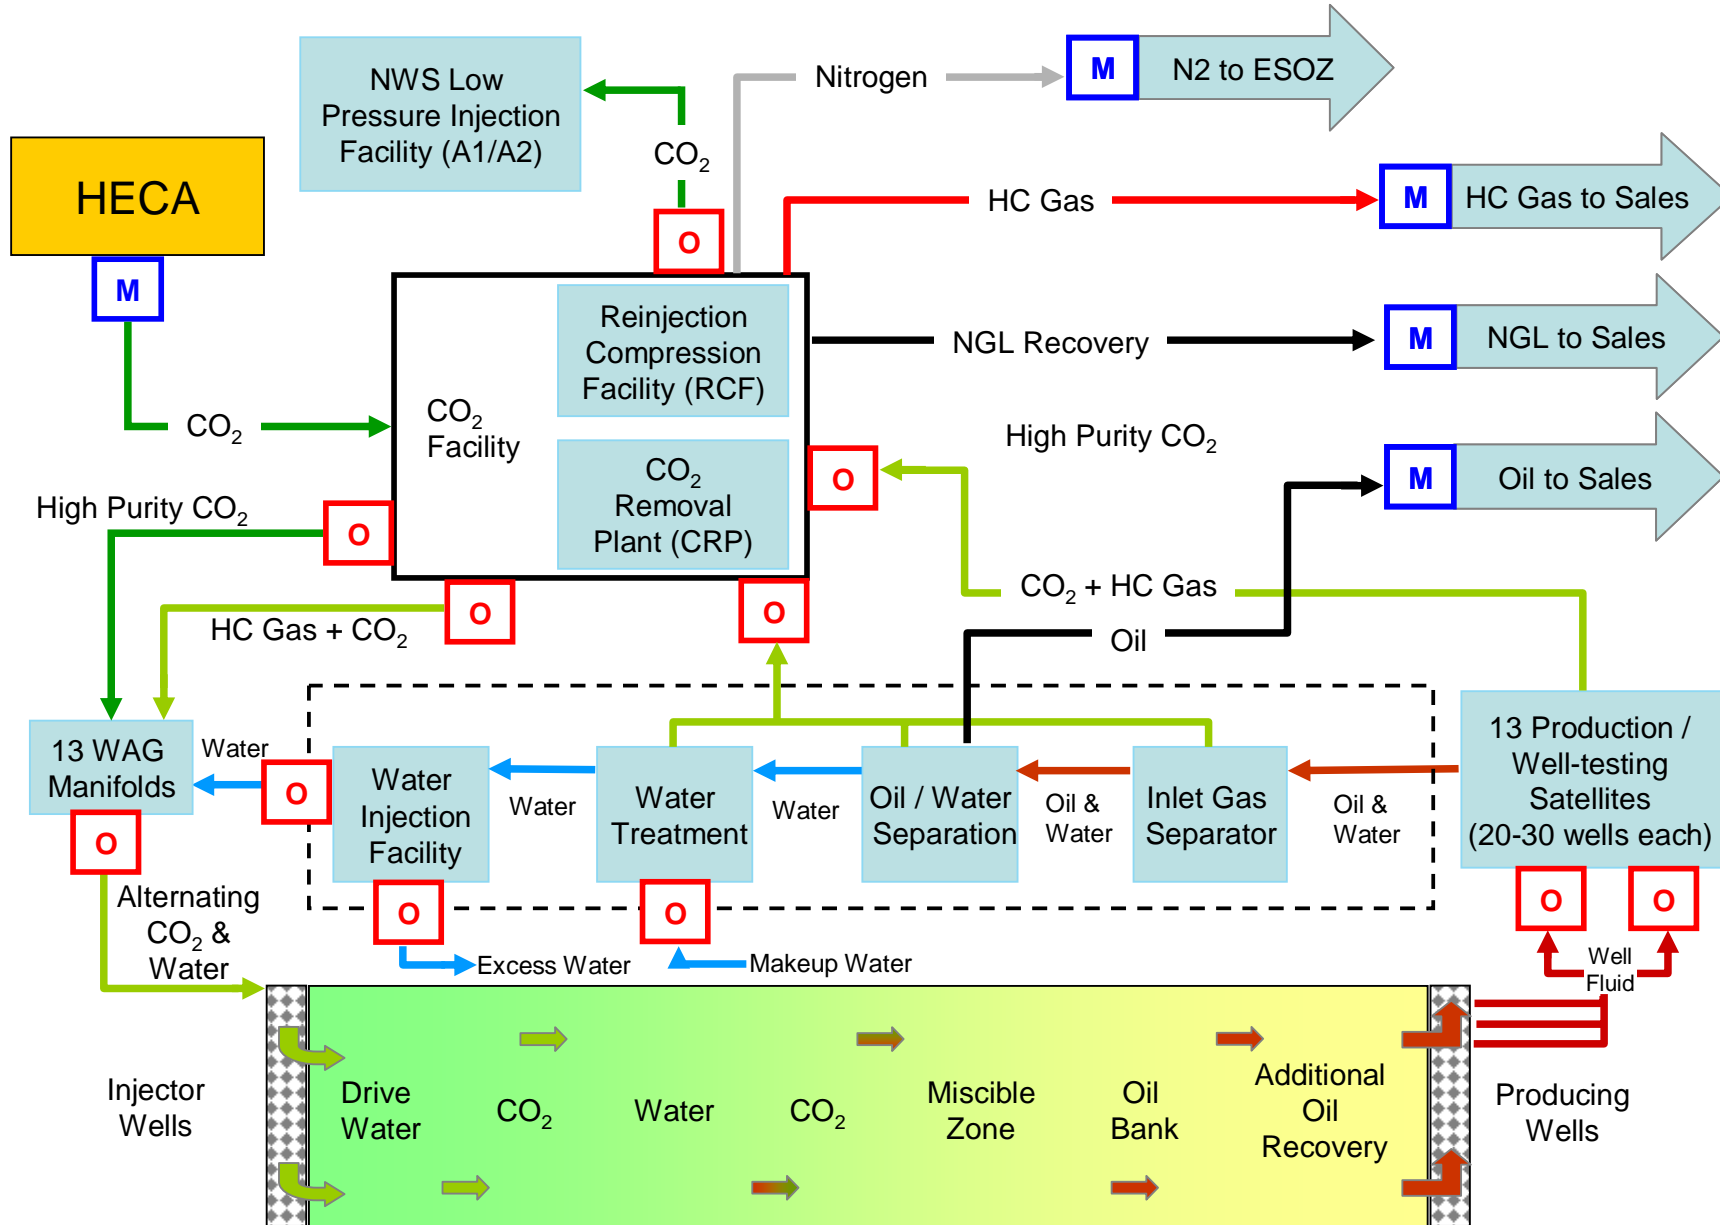 NWS Low
Pressure Injection
Facility (A1/A2)
Nitrogen
M
N2 to ESOZ
HECA
CO2
HC Gas
M
HC Gas to Sales
O
M
Reinjection
Compression
Facility (RCF)
NGL Recovery
M
NGL to Sales
CO2
CO2
Facility
High Purity CO2
CO2
Removal
Plant (CRP)
O
M
Oil to Sales
High Purity CO2
O
CO2 + HC Gas
O
O
HC Gas + CO2
Oil
13 WAG
Manifolds
Water
O
Water
Injection
Facility
Water
Water
Treatment
Water
Oil / Water
Separation
Oil &
Water
Inlet Gas
Separator
Oil &
Water
13 Production /
Well-testing
Satellites
(20-30 wells each)
O
O
O
O
O
Alternating
CO2 &
Water
Excess Water
Makeup Water
Well
Fluid
Injector
Wells
Drive
Water
CO2
Water
CO2
Miscible
Zone
Oil
Bank
Additional
Oil
Recovery
Producing
Wells